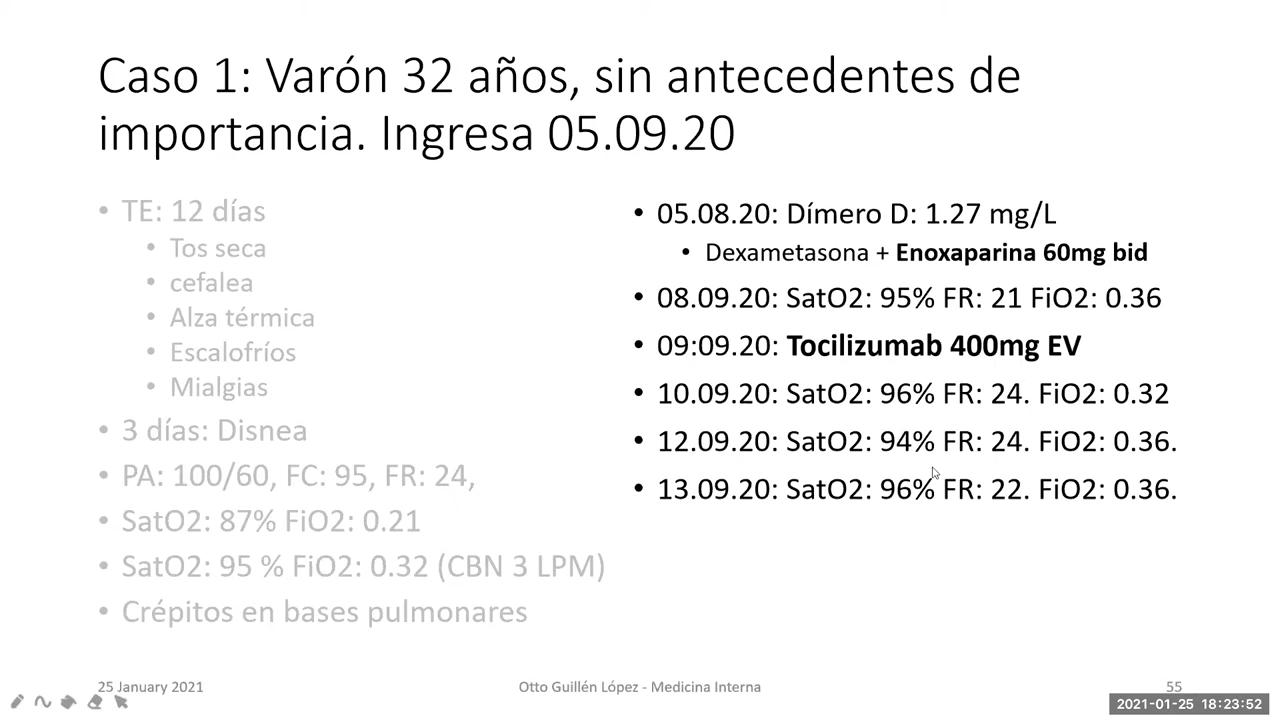 Caso 1: Varón 32 años, sin antecedentes de
importancia. Ingresa 05.09.20
• TE: 12 días
• Tos seca
• cefalea
• Alza térmica
• Escalofríos
• Mialgias
• 3 días: Disnea
• PA: 100/60, FC: 95, FR: 24,
• SatO2: 87% FiO2: 0.21
• SatO2: 95 % FiO2: 0.32 (CBN 3 LPM)
• Crépitos en bases pulmonares
• 05.08.20: Dímero D: 1.27 mg/L
• Dexametasona + Enoxaparina 60mg bid
• 08.09.20: SatO2: 95% FR: 21 FiO2: 0.36
• 09:09.20: Tocilizumab 400mg EV
• 10.09.20: SatO2: 96% FR: 24. FiO2: 0.32
• 12.09.20: SatO2: 94% FR: 24. FiO2: 0.36.
• 13.09.20: SatO2: 96% FR: 22. FiO2: 0.36.
25 January 2021
Otto Guillén López - Medicina Interna
55
2021-01-25 18:23:52